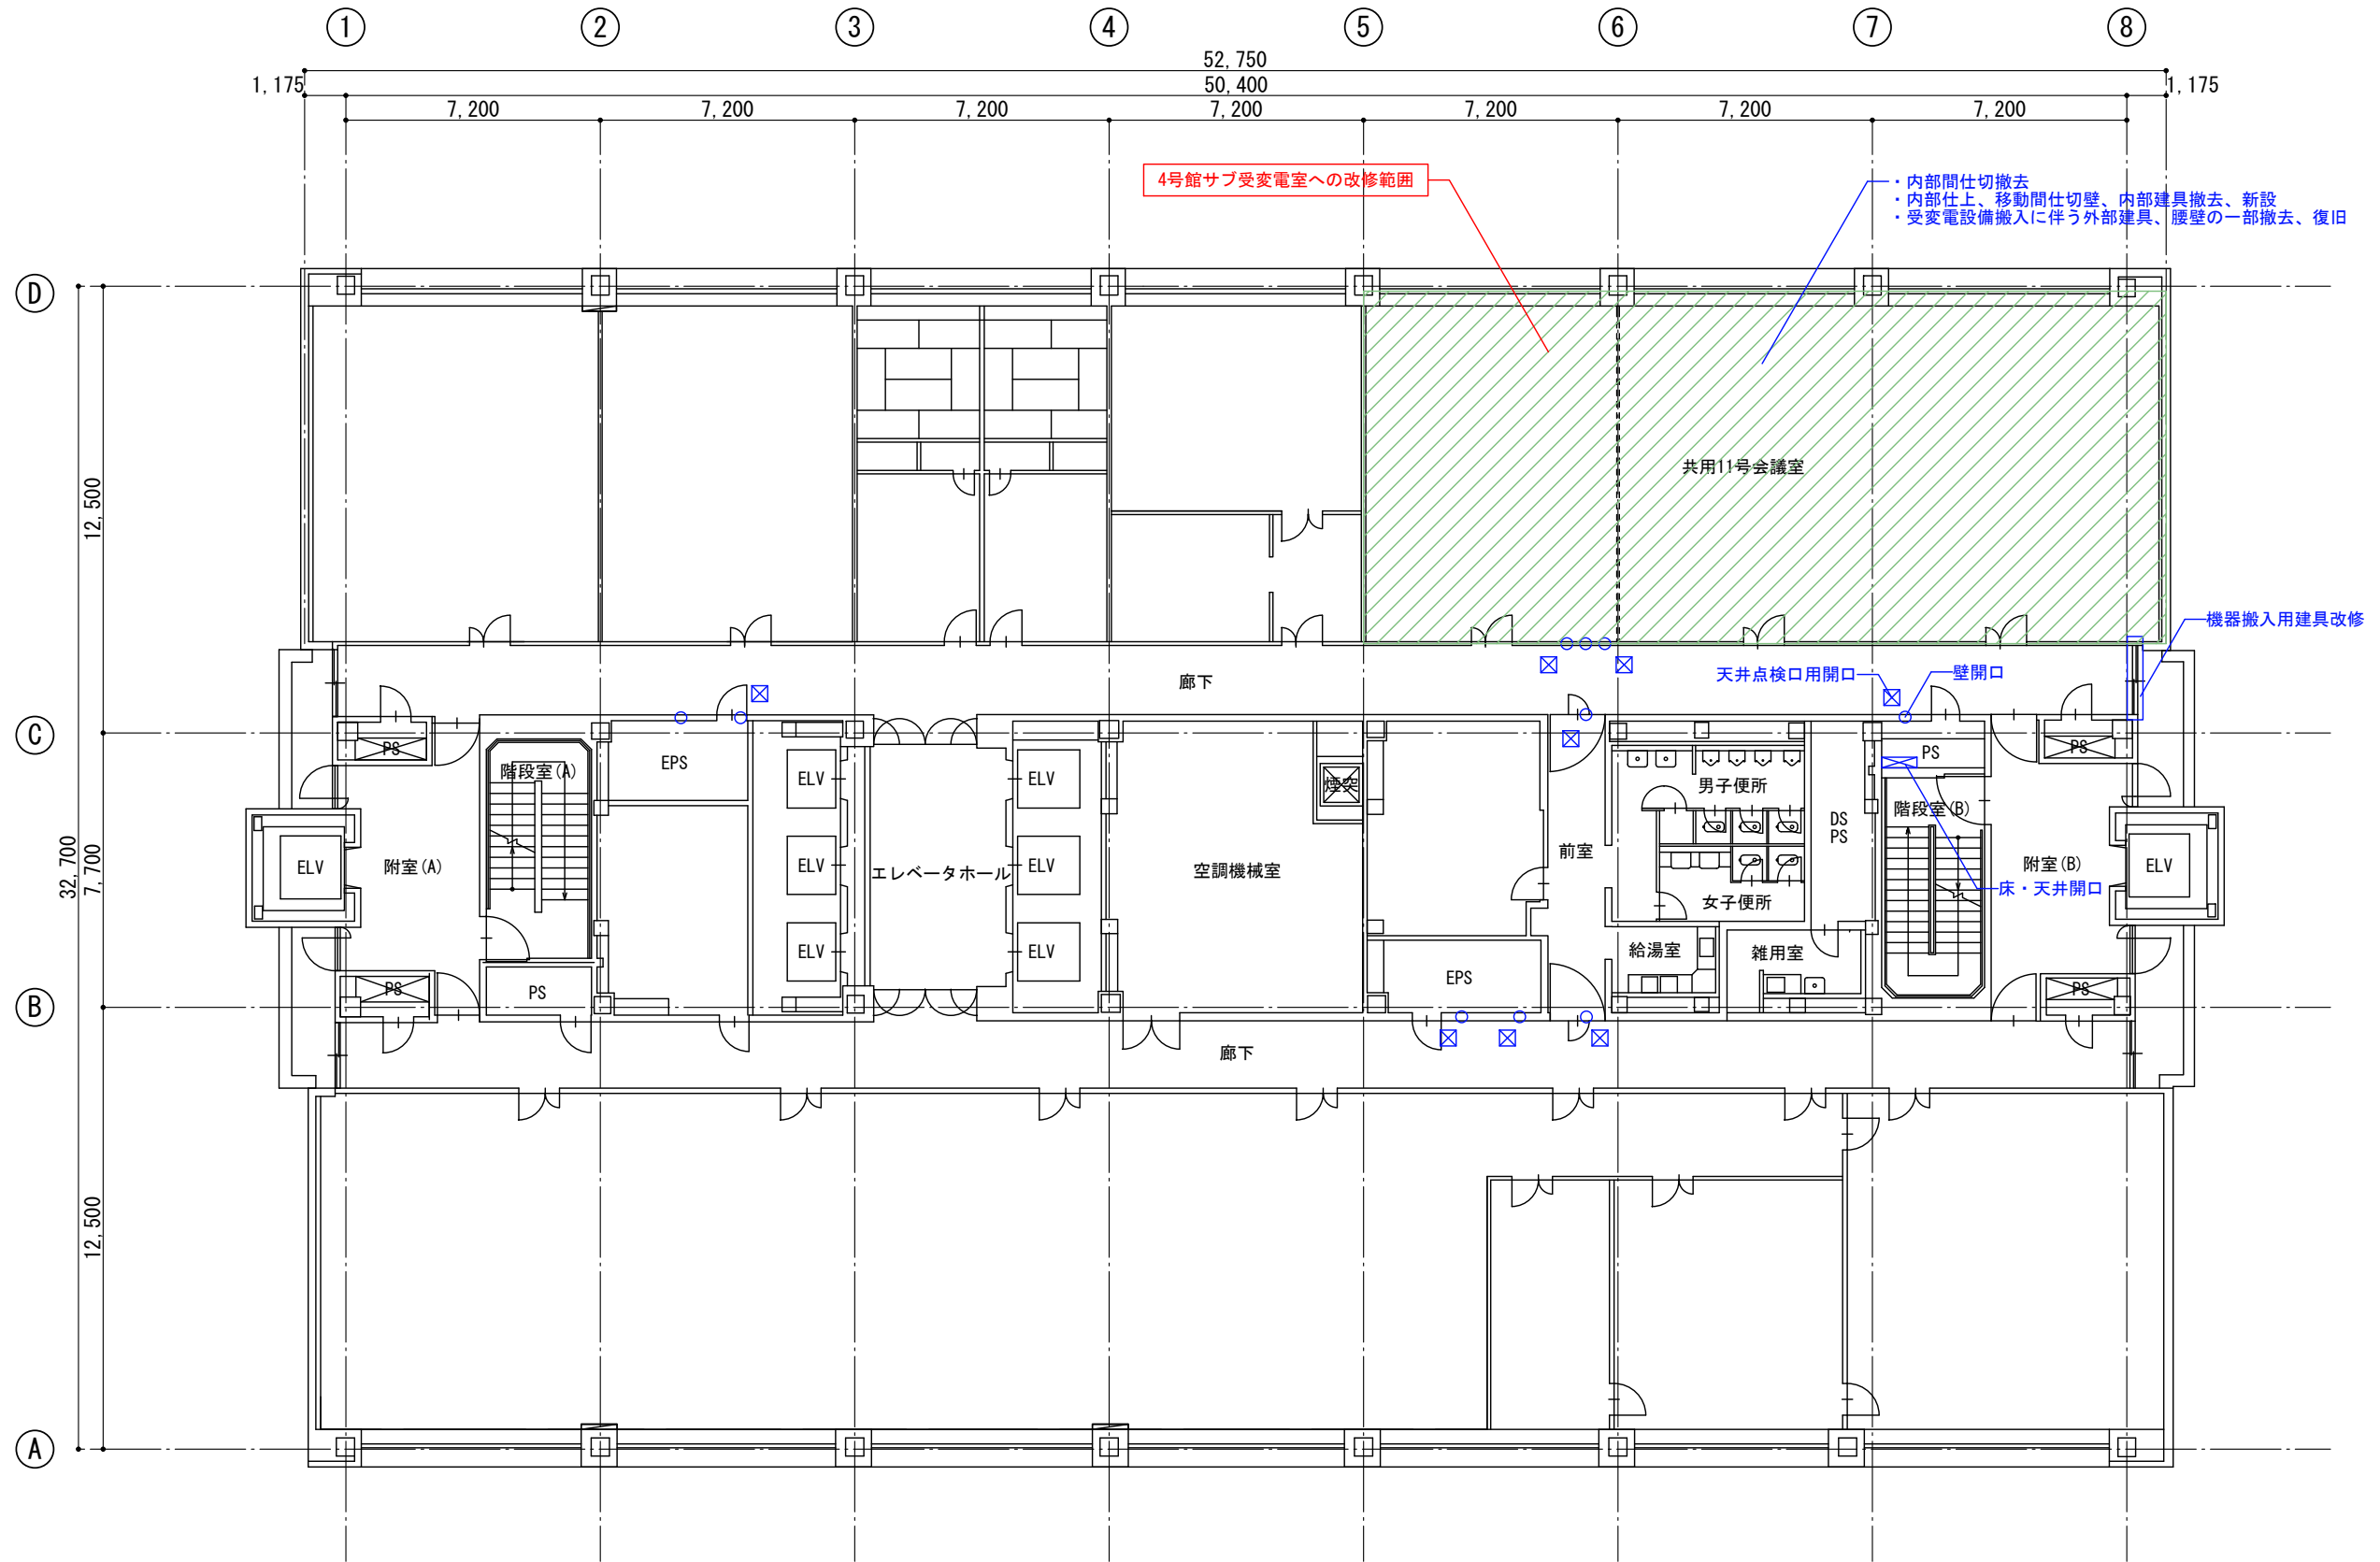 1 2 3 4 5 6 7 8
52,750
1,175 50,400 1,175
7,200 7,200 7,200 7,200 7,200 7,200 7,200
4号館サブ受変電室への改修範囲
・内部間仕切撤去
・内部仕上、移動間仕切壁、内部建具撤去、新設
・受変電設備搬入に伴う外部建具、腰壁の一部撤去、復旧
D
共用11号会議室
12,500
機器搬入用建具改修
天井点検口用開口
壁開口
廊下
C
PS
階段室(A)
EPS
ELV
ELV
煙突
男子便所
PS
PS
階段室(B)
DS
PS
32,700
7,700
ELV
附室(A)
ELV
エレベータホール
ELV
空調機械室
前室
附室(B)
ELV
床・天井開口
女子便所
ELV
ELV
給湯室
雑用室
PS
PS
EPS
PS
B
廊下
12,500
A